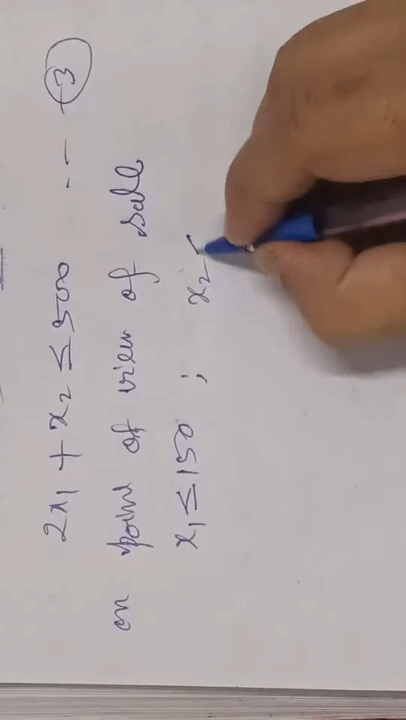 2x₁ + x₂ ≤ 500 -- 3
on point of view of sale
x₁ ≤ 150 ; x₂